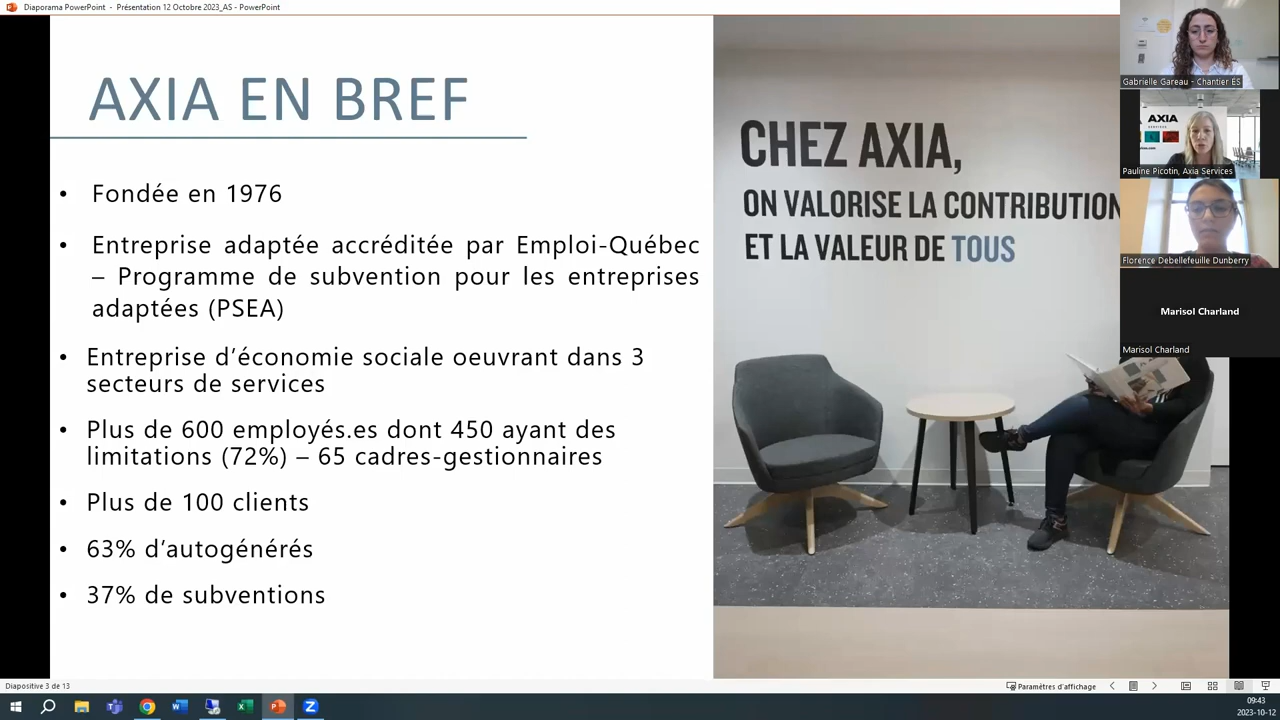 Diaporama PowerPoint - Présentation 12 Octobre 2023_AS - PowerPoint
AXIA EN BREF
• Fondée en 1976
• Entreprise adaptée accréditée par Emploi-Québec
– Programme de subvention pour les entreprises
adaptées (PSEA)
• Entreprise d’économie sociale oeuvrant dans 3
secteurs de services
• Plus de 600 employés.es dont 450 ayant des
limitations (72%) – 65 cadres-gestionnaires
• Plus de 100 clients
• 63% d’autogénérés
• 37% de subventions
CHEZ AXIA,
ON VALORISE LA CONTRIBUTION
ET LA VALEUR DE TOUS
Gabrielle Gareau - Chantier ES
AXIA
Pauline Picotin, Axia Services
Florence Debellefeuille Dunberry
Marisol Charland
Marisol Charland
Diapositive 3 de 13
Paramètres d'affichage
09:43
2023-10-12